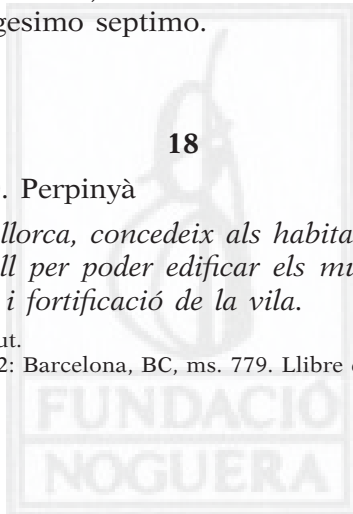 gesimo septimo.
18
. Perpinyà
llorca, concedeix als habita
ll per poder edificar els mu
i fortificació de la vila.
ut.
2: Barcelona, BC, ms. 779. Llibre
FUNDACIÓ
NOGUERA